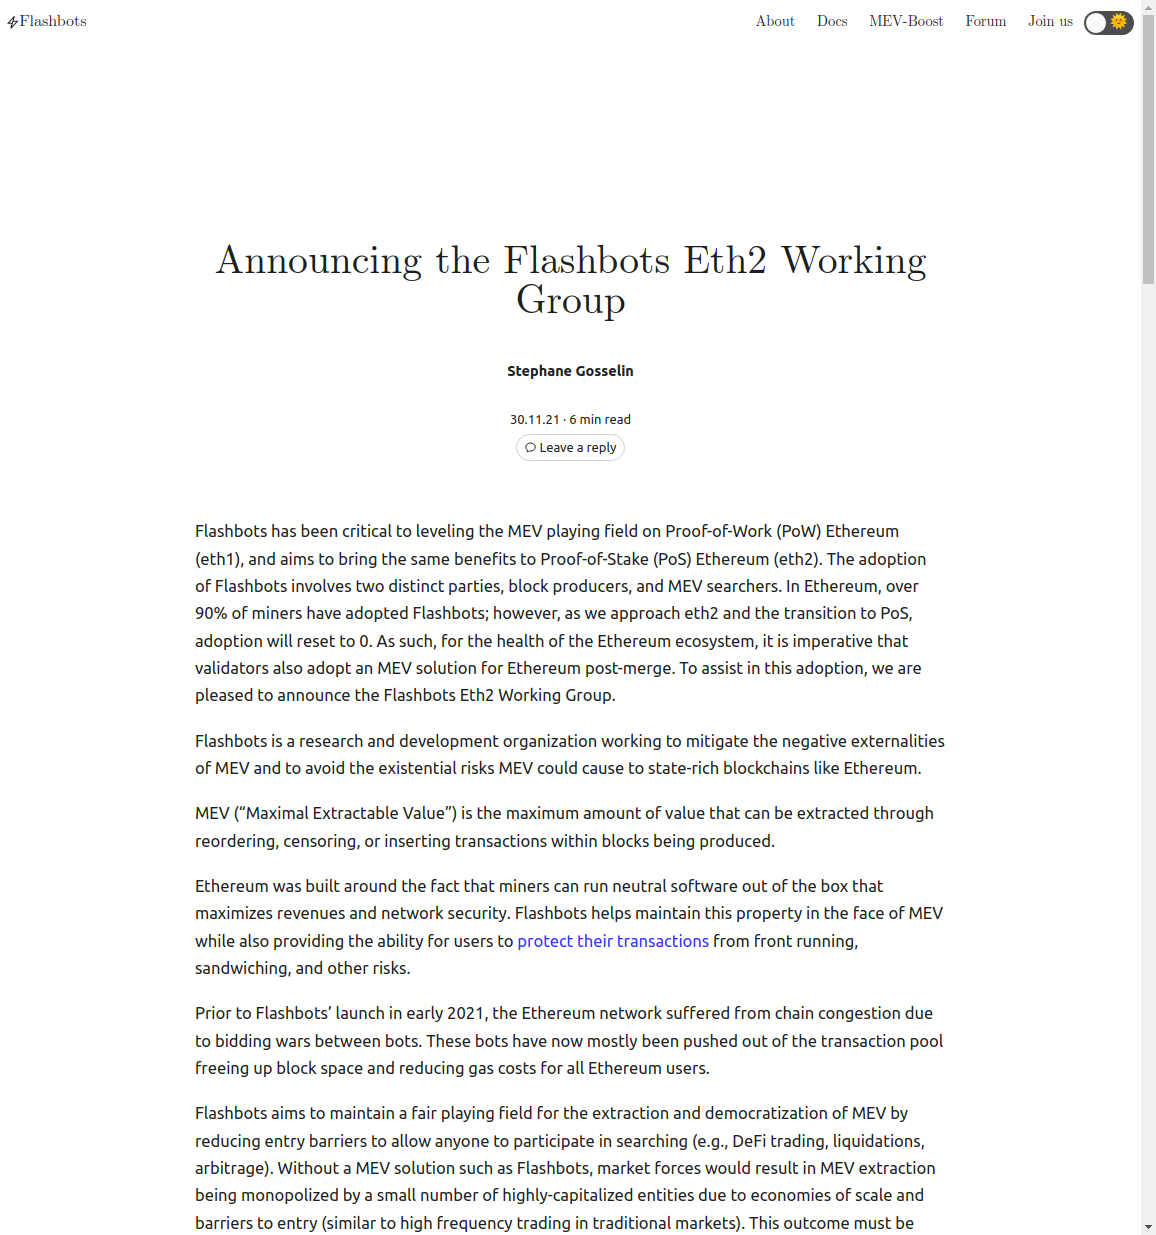 Flashbots
About Docs MEV-Boost Forum Join us
Announcing the Flashbots Eth2 Working
Group
Stephane Gosselin
30.11.21 · 6 min read
Leave a reply
Flashbots has been critical to leveling the MEV playing field on Proof-of-Work (PoW) Ethereum
(eth1), and aims to bring the same benefits to Proof-of-Stake (PoS) Ethereum (eth2). The adoption
of Flashbots involves two distinct parties, block producers, and MEV searchers. In Ethereum, over
90% of miners have adopted Flashbots; however, as we approach eth2 and the transition to PoS,
adoption will reset to 0. As such, for the health of the Ethereum ecosystem, it is imperative that
validators also adopt an MEV solution for Ethereum post-merge. To assist in this adoption, we are
pleased to announce the Flashbots Eth2 Working Group.
Flashbots is a research and development organization working to mitigate the negative externalities
of MEV and to avoid the existential risks MEV could cause to state-rich blockchains like Ethereum.
MEV (“Maximal Extractable Value”) is the maximum amount of value that can be extracted through
reordering, censoring, or inserting transactions within blocks being produced.
Ethereum was built around the fact that miners can run neutral software out of the box that
maximizes revenues and network security. Flashbots helps maintain this property in the face of MEV
while also providing the ability for users to protect their transactions from front running,
sandwiching, and other risks.
Prior to Flashbots’ launch in early 2021, the Ethereum network suffered from chain congestion due
to bidding wars between bots. These bots have now mostly been pushed out of the transaction pool
freeing up block space and reducing gas costs for all Ethereum users.
Flashbots aims to maintain a fair playing field for the extraction and democratization of MEV by
reducing entry barriers to allow anyone to participate in searching (e.g., DeFi trading, liquidations,
arbitrage). Without a MEV solution such as Flashbots, market forces would result in MEV extraction
being monopolized by a small number of highly-capitalized entities due to economies of scale and
barriers to entry (similar to high frequency trading in traditional markets). This outcome must be